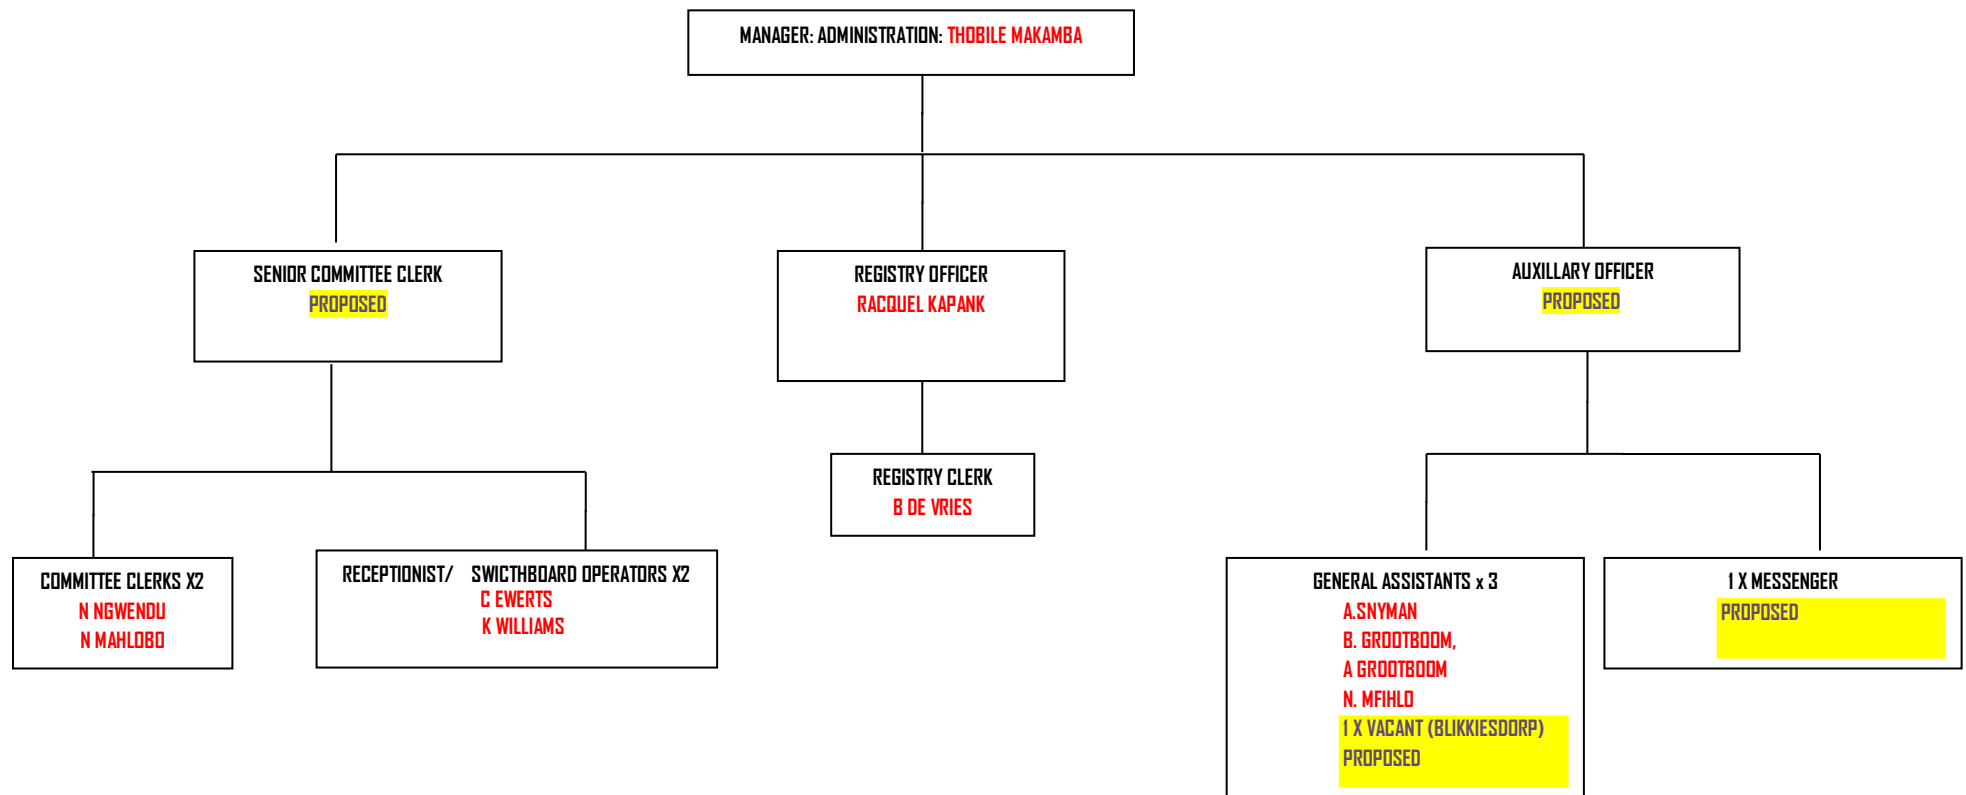 MANAGER: ADMINISTRATION: THOBILE MAKAMBA
SENIOR COMMITTEE CLERK
PROPOSED
REGISTRY OFFICER
RACQUEL KAPANK
AUXILLARY OFFICER
PROPOSED
REGISTRY CLERK
B DE VRIES
COMMITTEE CLERKS X2
N NGWENDU
N MAHLOBO
RECEPTIONIST/ SWICTHBOARD OPERATORS X2
C EWERTS
K WILLIAMS
GENERAL ASSISTANTS x 3
A.SNYMAN
B. GROOTBOOM,
A GROOTBOOM
N. MFIHLO
1 X VACANT (BLIKKIESDORP)
PROPOSED
1 X MESSENGER
PROPOSED